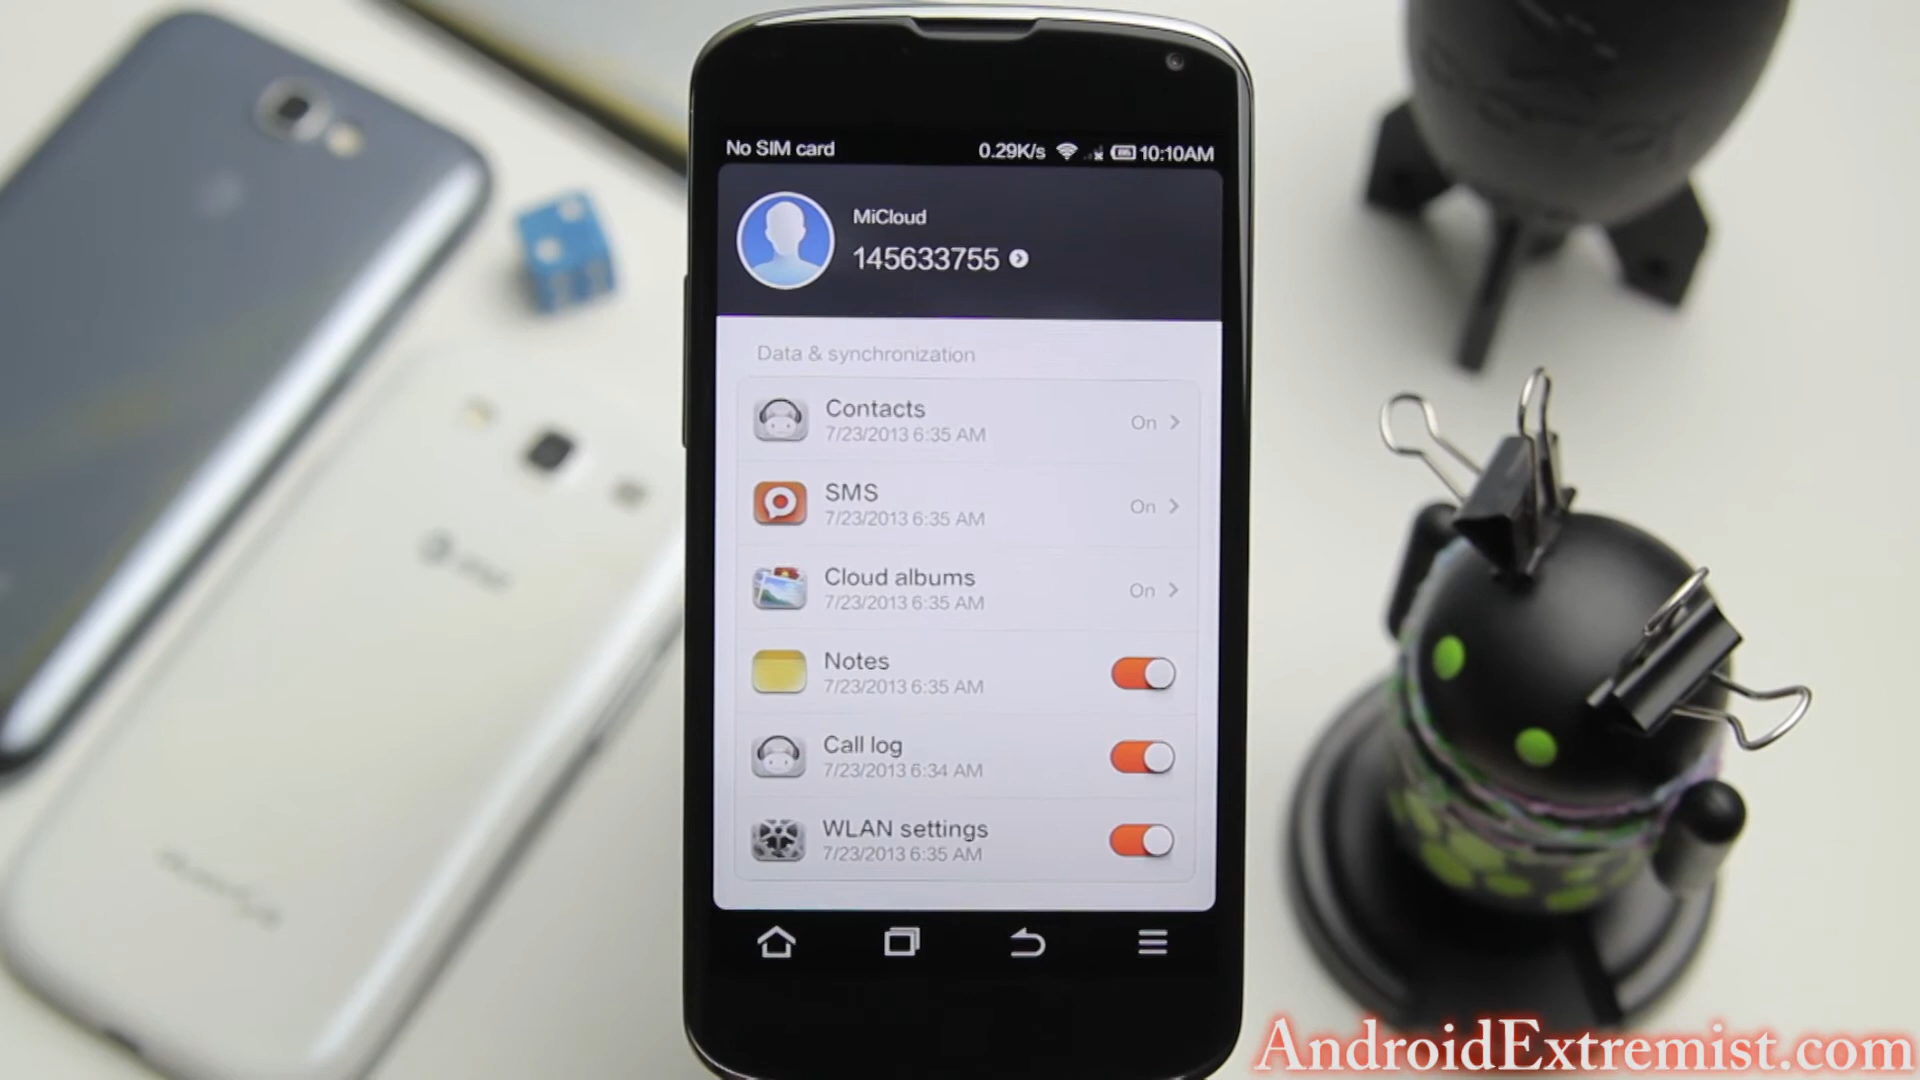 No SIM card 0.29K/s 10:10AM
MiCloud
145633755
Data & synchronization
Contacts
7/23/2013 6:35 AM
On
SMS
7/23/2013 6:35 AM
On
Cloud albums
7/23/2013 6:35 AM
On
Notes
7/23/2013 6:35 AM
Call log
7/23/2013 6:34 AM
WLAN settings
7/23/2013 6:35 AM
AndroidExtremist.com